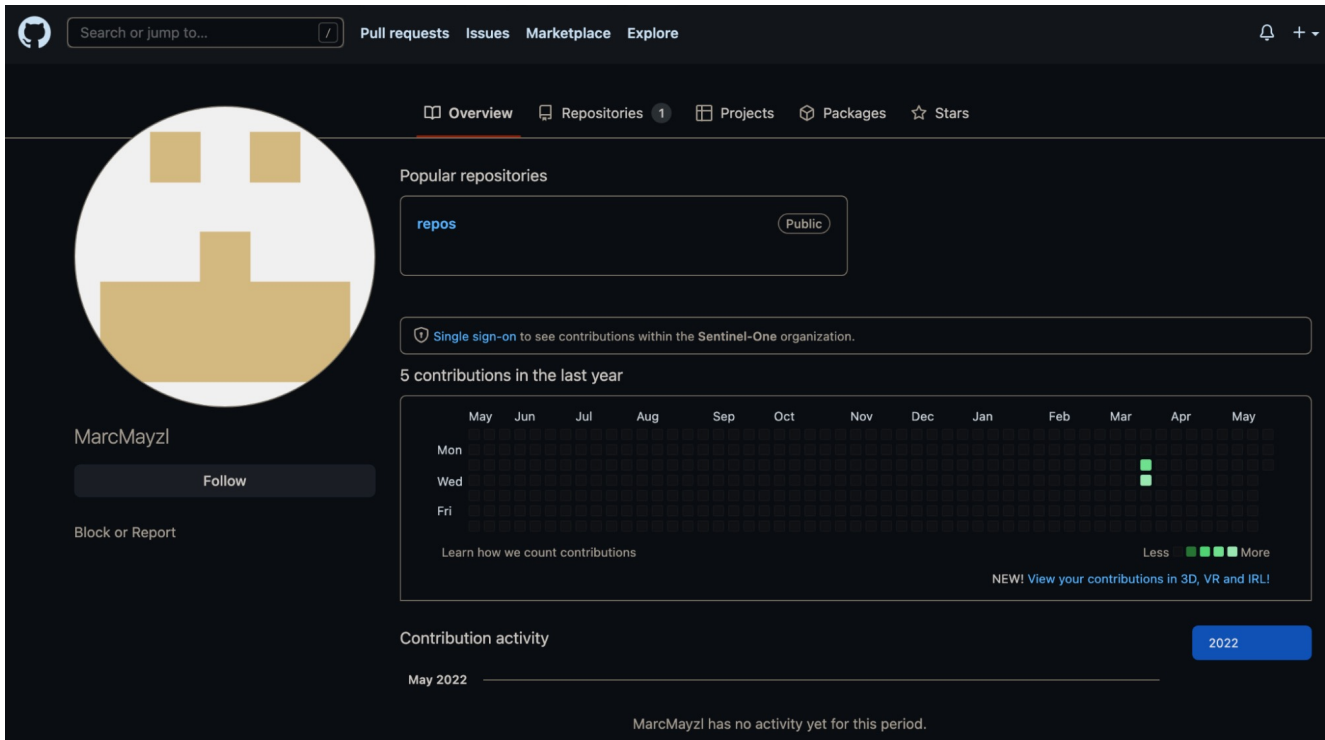 Search or jump to... / Pull requests Issues Marketplace Explore
Overview Repositories 1 Projects Packages Stars
Popular repositories
repos Public
Single sign-on to see contributions within the Sentinel-One organization.
5 contributions in the last year
May Jun Jul Aug Sep Oct Nov Dec Jan Feb Mar Apr May
Mon
Wed
Fri
Learn how we count contributions Less More
NEW! View your contributions in 3D, VR and IRL!
MarcMayzl
Follow
Block or Report
Contribution activity 2022
May 2022
MarcMayzl has no activity yet for this period.